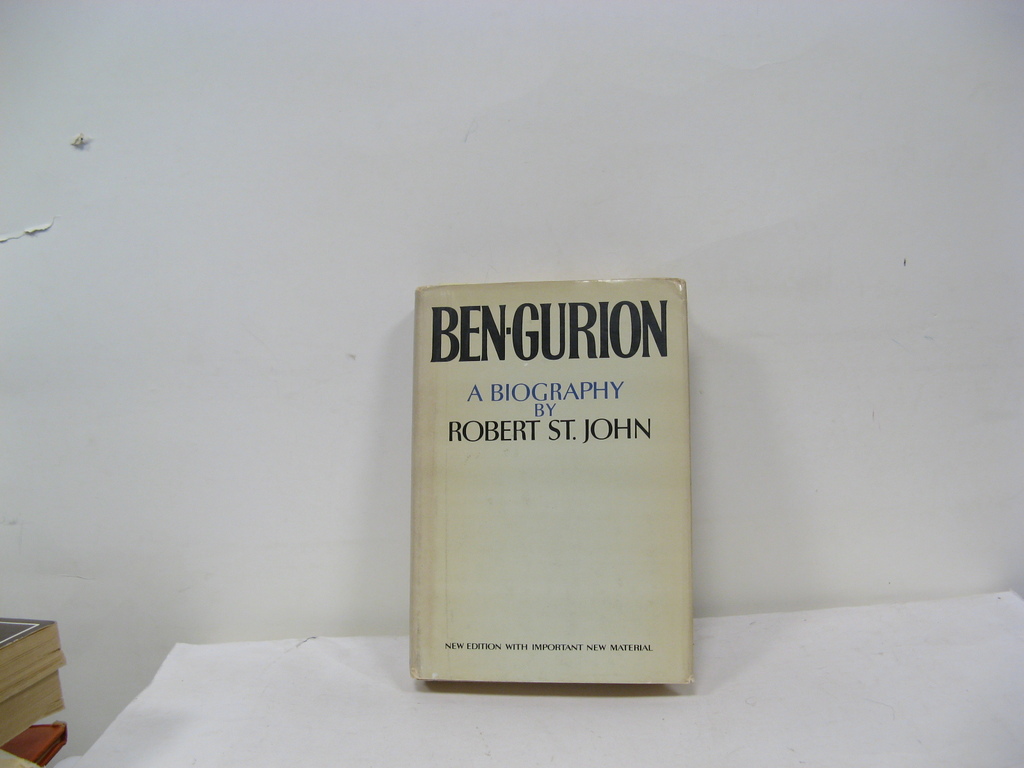 BEN-GURION
A BIOGRAPHY
BY
ROBERT ST. JOHN
NEW EDITION WITH IMPORTANT NEW MATERIAL